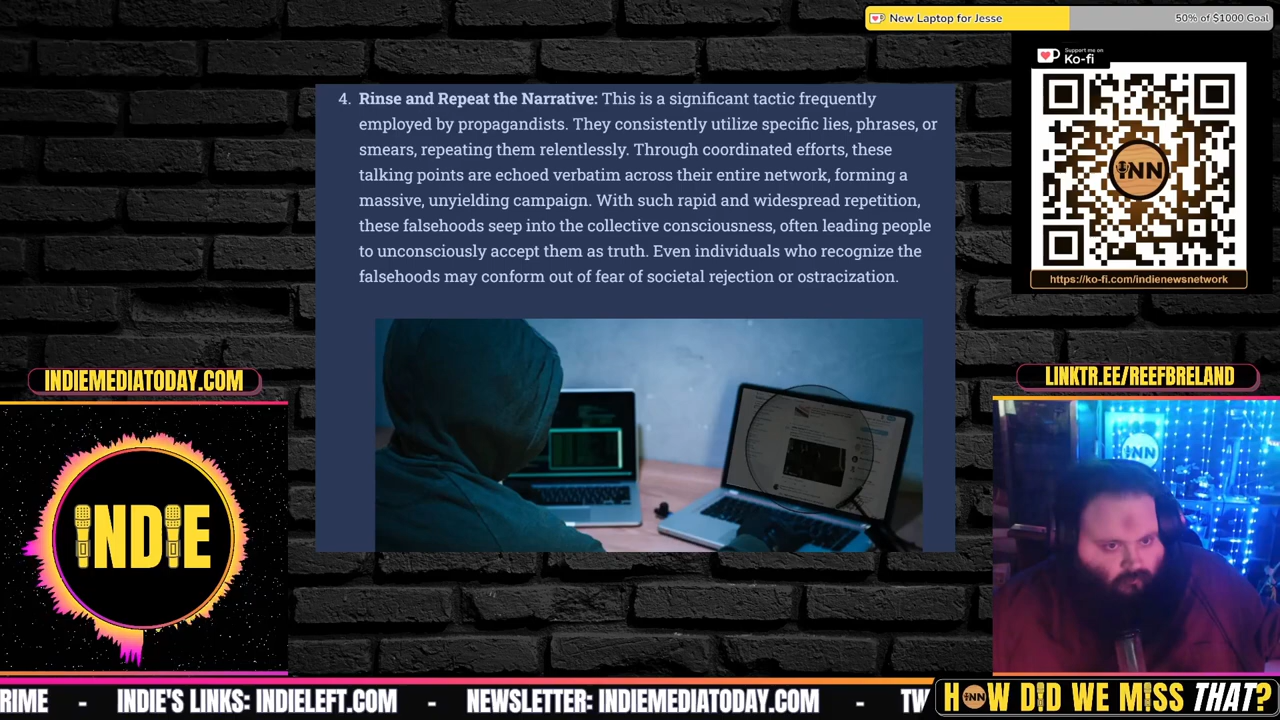 New Laptop for Jesse
50% of $1000 Goal
Support me on
Ko-fi
iNN
https://ko-fi.com/indienewsnetwork
4. Rinse and Repeat the Narrative: This is a significant tactic frequently
employed by propagandists. They consistently utilize specific lies, phrases, or
smears, repeating them relentlessly. Through coordinated efforts, these
talking points are echoed verbatim across their entire network, forming a
massive, unyielding campaign. With such rapid and widespread repetition,
these falsehoods seep into the collective consciousness, often leading people
to unconsciously accept them as truth. Even individuals who recognize the
falsehoods may conform out of fear of societal rejection or ostracization.
INDIEMEDIATODAY.COM
LINKTR.EE/REEFBRELAND
iNN
iNDiE
RIME - INDIE'S LINKS: INDIELEFT.COM - NEWSLETTER: INDIEMEDIATODAY.COM - TW
HOW DiD WE MiSS THAT?